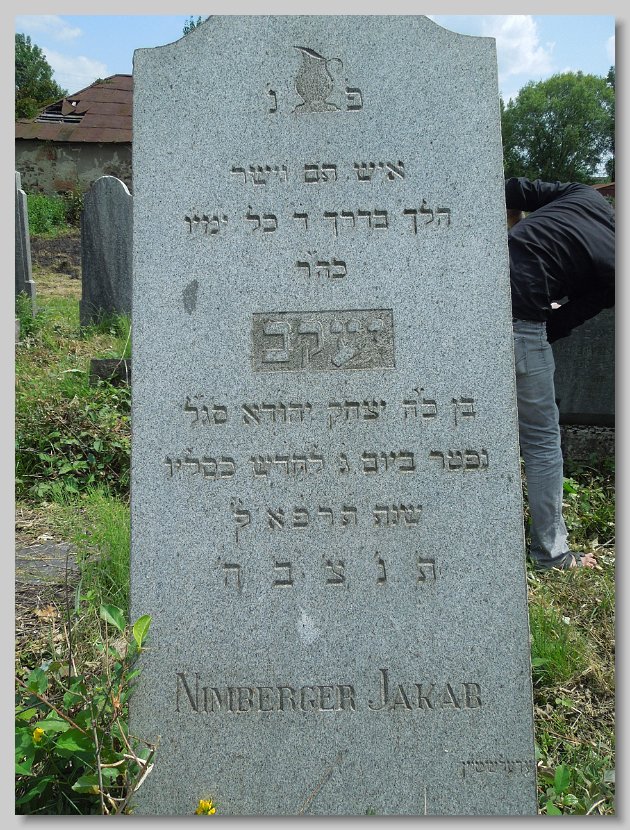 פ נ
איש תם וישר
הלך בדרך ד כל ימיו
כהר
יעקב
בן כה יצחק יהודא סגל
נפטר ביום ג לחדש כסליו
שנת תרפא ל
ת נ צ ב ה
NIMBERGER JAKAB